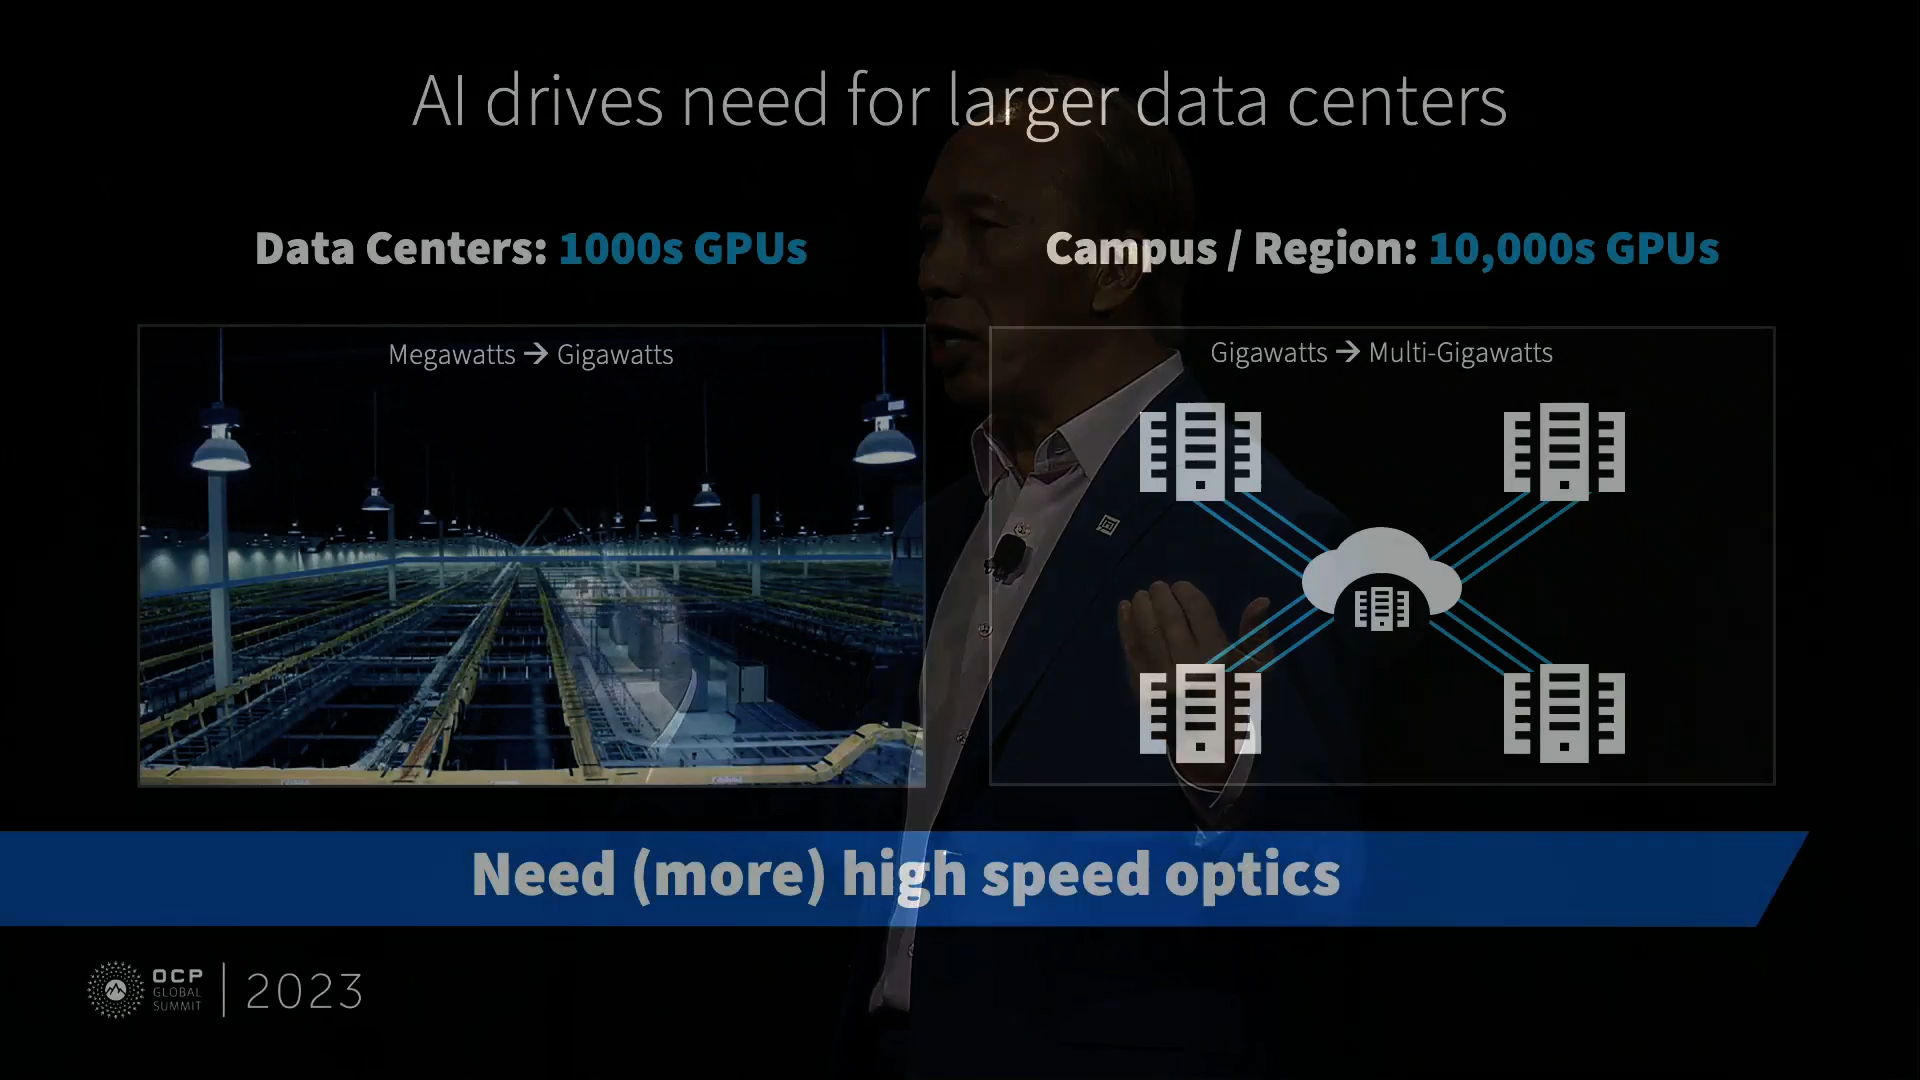 AI drives need for larger data centers
Data Centers: 1000s GPUs
Campus / Region: 10,000s GPUs
Megawatts → Gigawatts
Gigawatts → Multi-Gigawatts
Need (more) high speed optics
OCP
GLOBAL
SUMMIT
2023